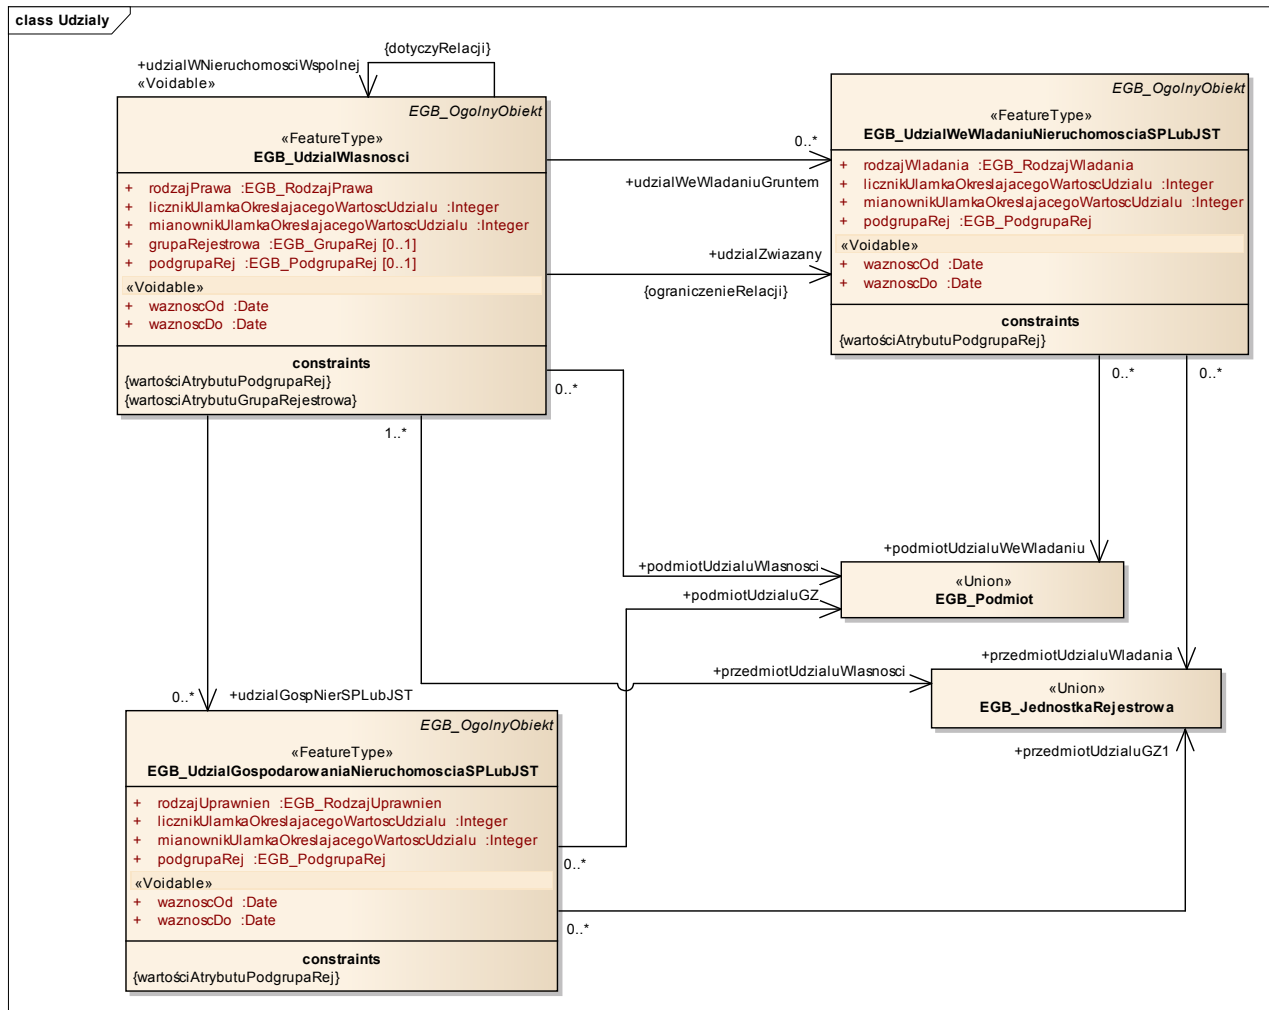 class Udzialy
{dotyczyRelacji}
+udzialWNieruchomosciWspolnej
«Voidable»
EGB_OgolnyObiekt
«FeatureType»
EGB_UdzialWlasnosci
+ rodzajPrawa :EGB_RodzajPrawa
+ licznikUlamkaOkreslajacegoWartoscUdzialu :Integer
+ mianownikUlamkaOkreslajacegoWartoscUdzialu :Integer
+ grupaRejestrowa :EGB_GrupaRej [0..1]
+ podgrupaRej :EGB_PodgrupaRej [0..1]
«Voidable»
+ waznoscOd :Date
+ waznoscDo :Date
constraints
{wartościAtrybutuPodgrupaRej}
{wartosciAtrybutuGrupaRejestrowa}
0..*
+udzialWeWladaniuGruntem
+udzialZwiazany
{ograniczenieRelacji}
EGB_OgolnyObiekt
«FeatureType»
EGB_UdzialWeWladaniuNieruchomosciaSPLubJST
+ rodzajWladania :EGB_RodzajWladania
+ licznikUlamkaOkreslajacegoWartoscUdzialu :Integer
+ mianownikUlamkaOkreslajacegoWartoscUdzialu :Integer
+ podgrupaRej :EGB_PodgrupaRej
«Voidable»
+ waznoscOd :Date
+ waznoscDo :Date
constraints
{wartościAtrybutuPodgrupaRej}
0..*
0..*
0..*
1..*
+podmiotUdzialuWeWladaniu
+podmiotUdzialuWlasnosci
+podmiotUdzialuGZ
«Union»
EGB_Podmiot
+przedmiotUdzialuWladania
+przedmiotUdzialuWlasnosci
«Union»
EGB_JednostkaRejestrowa
+przedmiotUdzialuGZ1
0..*
+udzialGospNierSPLubJST
EGB_OgolnyObiekt
«FeatureType»
EGB_UdzialGospodarowaniaNieruchomosciaSPLubJST
+ rodzajUprawnien :EGB_RodzajUprawnien
+ licznikUlamkaOkreslajacegoWartoscUdzialu :Integer
+ mianownikUlamkaOkreslajacegoWartoscUdzialu :Integer
+ podgrupaRej :EGB_PodgrupaRej
«Voidable»
+ waznoscOd :Date
+ waznoscDo :Date
constraints
{wartościAtrybutuPodgrupaRej}
0..*
0..*